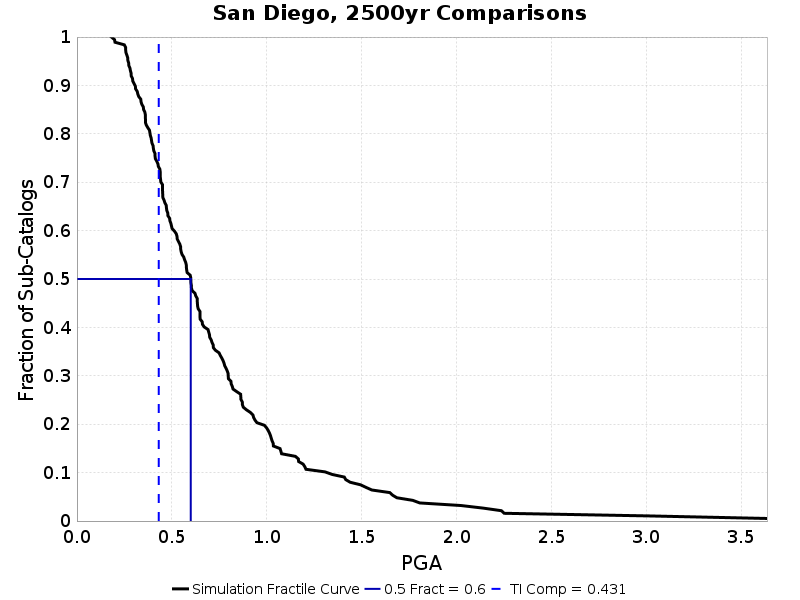 San Diego, 2500yr Comparisons
1
0.9
0.8
0.7
0.6
0.5
0.4
0.3
0.2
0.1
0
Fraction of Sub-Catalogs
0.0 0.5 1.0 1.5 2.0 2.5 3.0 3.5
PGA
Simulation Fractile Curve 0.5 Fract = 0.6 TI Comp = 0.431